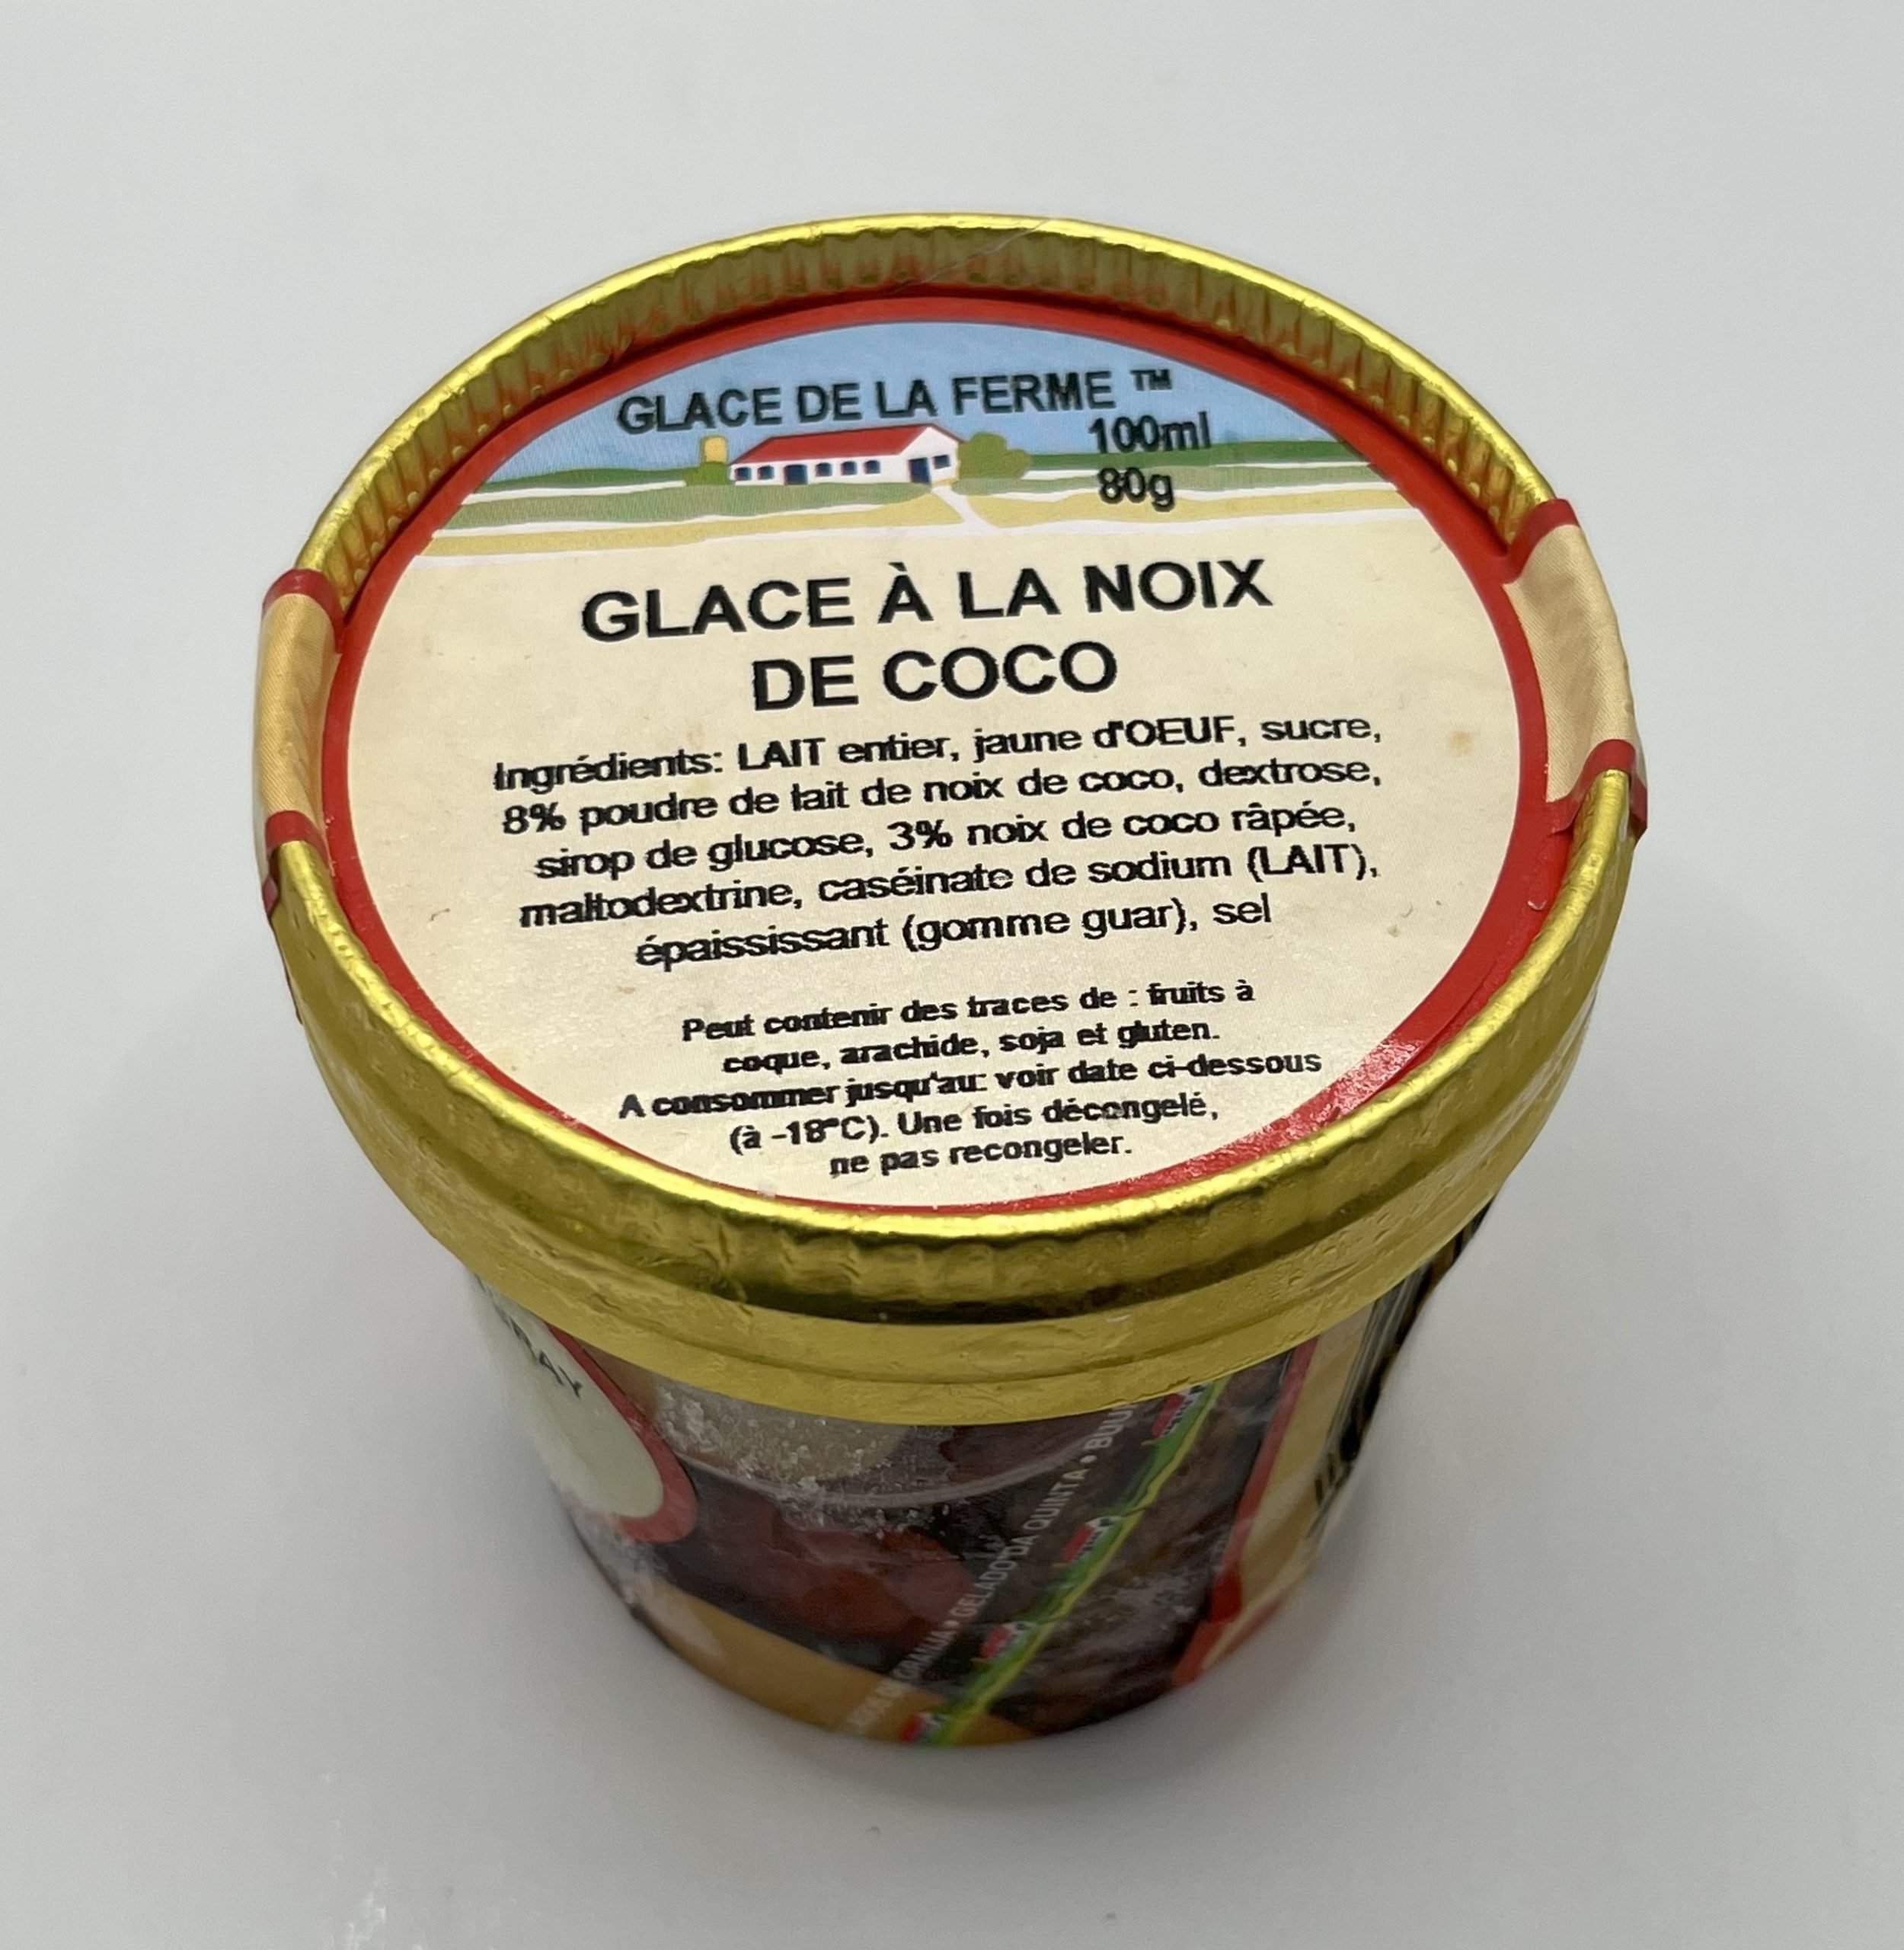 GLACE DE LA FERME ™
100ml
80g
GLACE À LA NOIX
DE COCO
Ingrédients: LAIT entier, jaune d'OEUF, sucre,
8% poudre de lait de noix de coco, dextrose,
sirop de glucose, 3% noix de coco râpée,
maltodextrine, caséinate de sodium (LAIT),
épaississant (gomme guar), sel
Peut contenir des traces de : fruits à
coque, arachide, soja et gluten.
A consommer jusqu'au: voir date ci-dessous
(à -18°C). Une fois décongelé,
ne pas recongeler.
GRANJA • GELADO DA QUINTA •